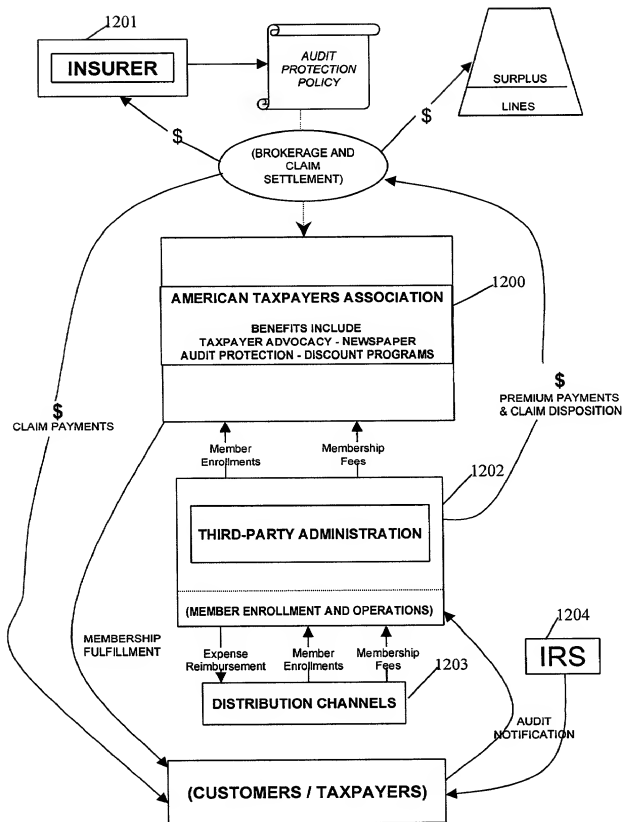 1201
INSURER
AUDIT
PROTECTION
POLICY
SURPLUS
LINES
$
$
(BROKERAGE AND
CLAIM
SETTLEMENT)
1200
AMERICAN TAXPAYERS ASSOCIATION
BENEFITS INCLUDE
TAXPAYER ADVOCACY - NEWSPAPER
AUDIT PROTECTION - DISCOUNT PROGRAMS
$
CLAIM PAYMENTS
$
PREMIUM PAYMENTS
& CLAIM DISPOSITION
Member
Enrollments
Membership
Fees
1202
THIRD-PARTY ADMINISTRATION
(MEMBER ENROLLMENT AND OPERATIONS)
MEMBERSHIP
FULFILLMENT
Expense
Reimbursement
Member
Enrollments
Membership
Fees
1203
DISTRIBUTION CHANNELS
1204
IRS
AUDIT
NOTIFICATION
(CUSTOMERS / TAXPAYERS)